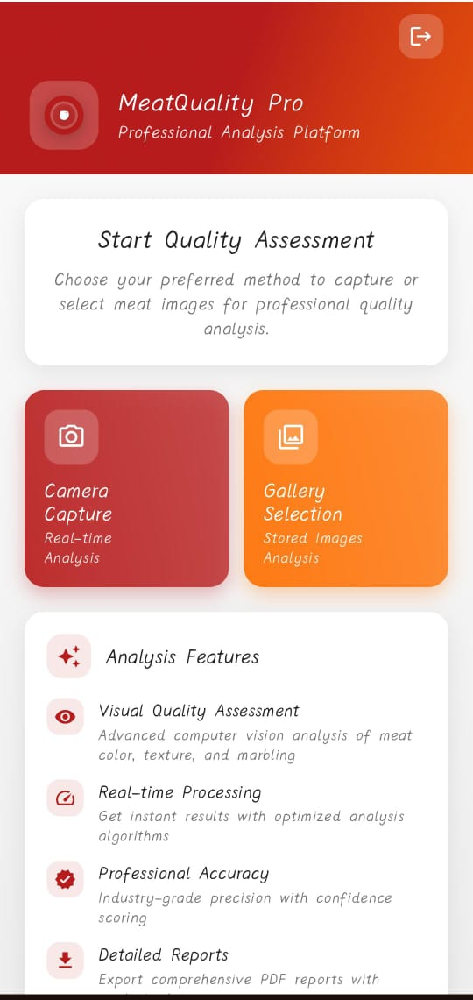 MeatQuality Pro
Professional Analysis Platform
Start Quality Assessment
Choose your preferred method to capture or
select meat images for professional quality
analysis.
Camera
Capture
Real-time
Analysis
Gallery
Selection
Stored Images
Analysis
Analysis Features
Visual Quality Assessment
Advanced computer vision analysis of meat
color, texture, and marbling
Real-time Processing
Get instant results with optimized analysis
algorithms
Professional Accuracy
Industry-grade precision with confidence
scoring
Detailed Reports
Export comprehensive PDF reports with